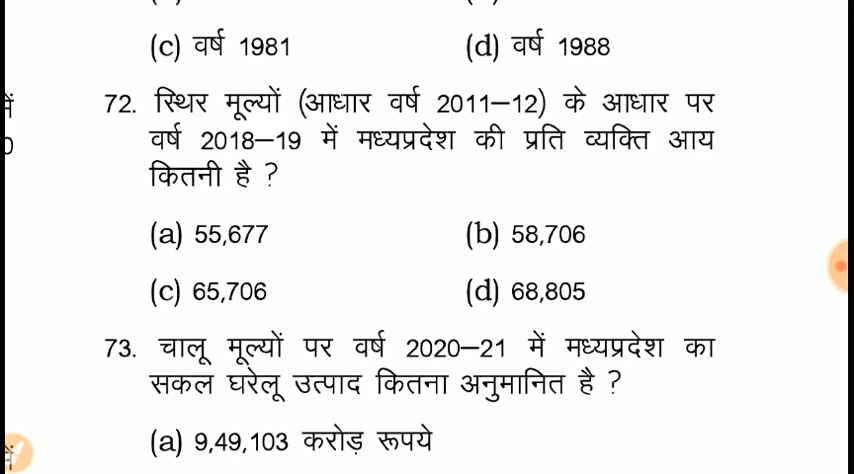 (c) वर्ष 1981 (d) वर्ष 1988
72. स्थिर मूल्यों (आधार वर्ष 2011–12) के आधार पर
वर्ष 2018–19 में मध्यप्रदेश की प्रति व्यक्ति आय
कितनी है ?
(a) 55,677 (b) 58,706
(c) 65,706 (d) 68,805
73. चालू मूल्यों पर वर्ष 2020–21 में मध्यप्रदेश का
सकल घरेलू उत्पाद कितना अनुमानित है ?
(a) 9,49,103 करोड़ रूपये